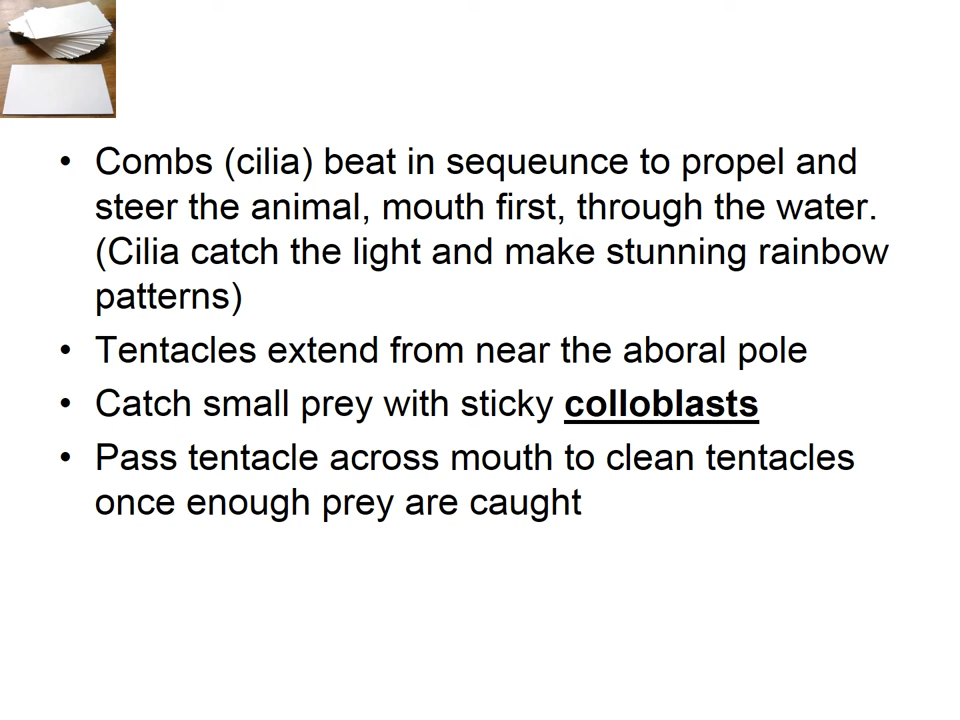 • Combs (cilia) beat in sequeunce to propel and
steer the animal, mouth first, through the water.
(Cilia catch the light and make stunning rainbow
patterns)
• Tentacles extend from near the aboral pole
• Catch small prey with sticky colloblasts
• Pass tentacle across mouth to clean tentacles
once enough prey are caught